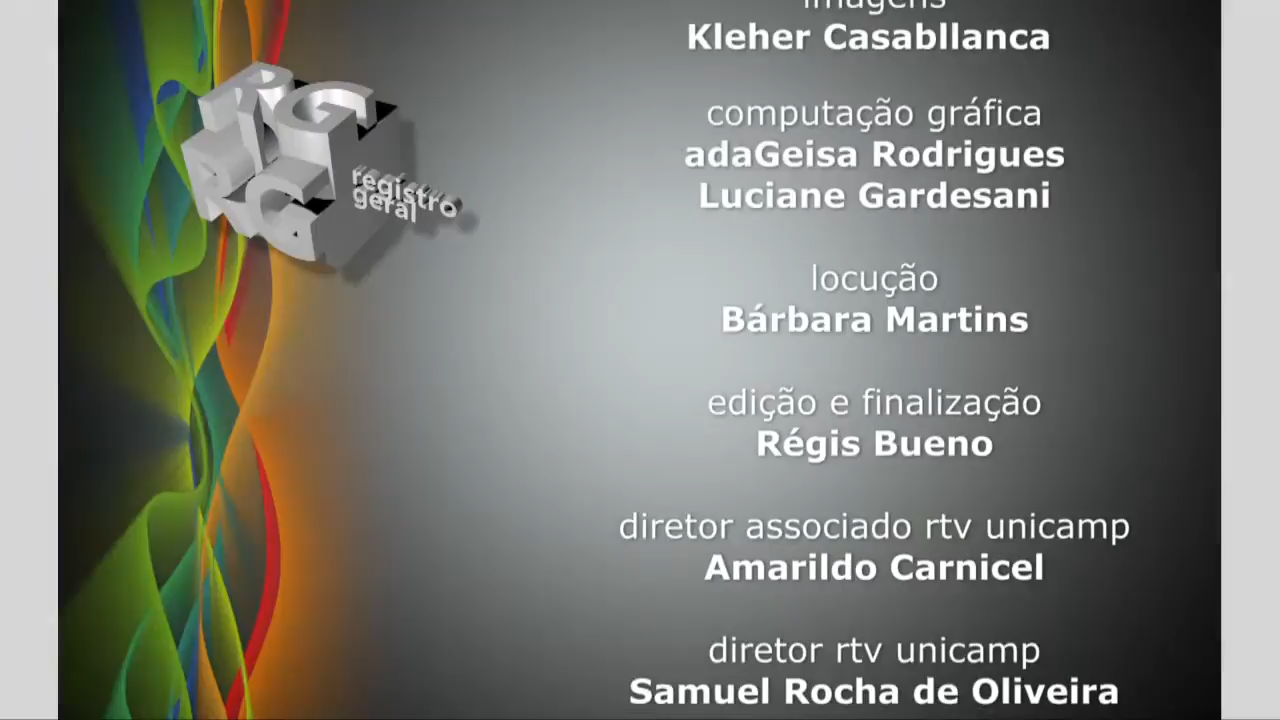 imagens
Kleher Casabllanca
computação gráfica
adaGeisa Rodrigues
Luciane Gardesani
locução
Bárbara Martins
edição e finalização
Régis Bueno
diretor associado rtv unicamp
Amarildo Carnicel
diretor rtv unicamp
Samuel Rocha de Oliveira
RG
RG
registro
geral